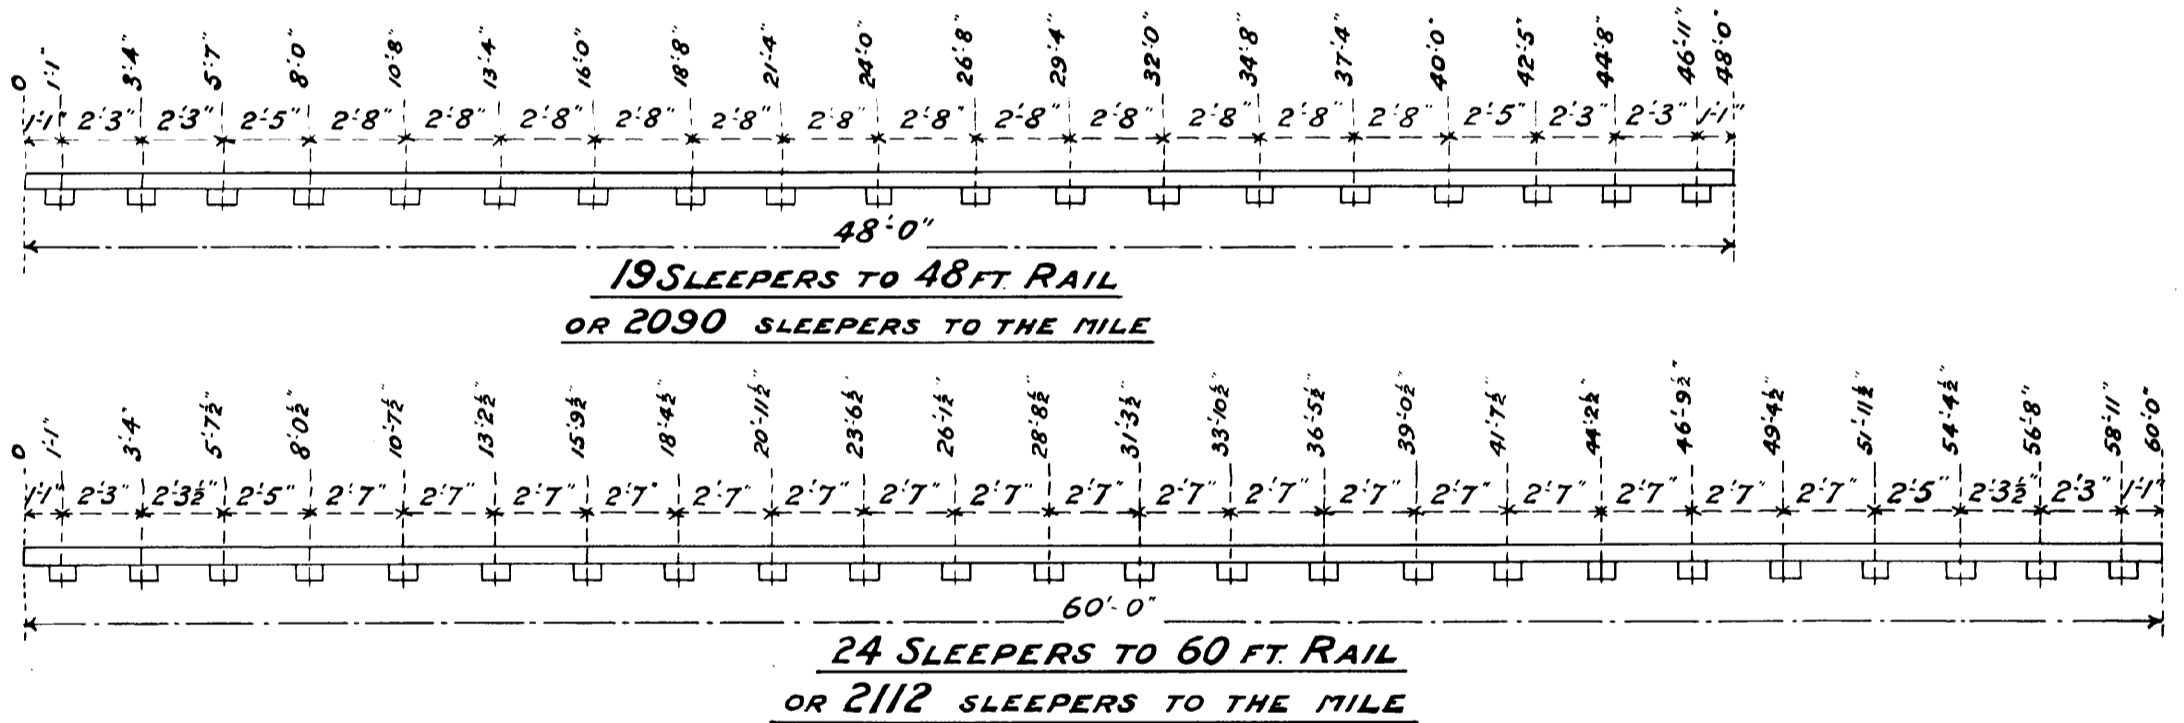 0 1'-1" 3'-4" 5'-7" 8'-0" 10'-8" 13'-4" 16'-0" 18'-8" 21'-4" 24'-0" 26'-8" 29'-4" 32'-0" 34'-8" 37'-4" 40'-0" 42'-5" 44'-8" 46'-11" 48'-0"
1'-1" 2'-3" 2'-3" 2'-5" 2'-8" 2'-8" 2'-8" 2'-8" 2'-8" 2'-8" 2'-8" 2'-8" 2'-8" 2'-8" 2'-8" 2'-8" 2'-5" 2'-3" 2'-3" 1'-1"
48'-0"
19 SLEEPERS TO 48 FT. RAIL
OR 2090 SLEEPERS TO THE MILE
0 1'-1" 3'-4" 5'-7½" 8'-0½" 10'-7½" 13'-2½" 15'-9½" 18'-4½" 20'-11½" 23'-6½" 26'-1½" 28'-8½" 31'-3½" 33'-10½" 36'-5½" 39'-0½" 41'-7½" 44'-2½" 46'-9½" 49'-4½" 51'-11½" 54'-4½" 56'-8" 58'-11" 60'-0"
1'-1" 2'-3" 2'-3½" 2'-5" 2'-7" 2'-7" 2'-7" 2'-7" 2'-7" 2'-7" 2'-7" 2'-7" 2'-7" 2'-7" 2'-7" 2'-7" 2'-7" 2'-7" 2'-7" 2'-7" 2'-7" 2'-5" 2'-3½" 2'-3" 1'-1"
60'-0"
24 SLEEPERS TO 60 FT. RAIL
OR 2112 SLEEPERS TO THE MILE